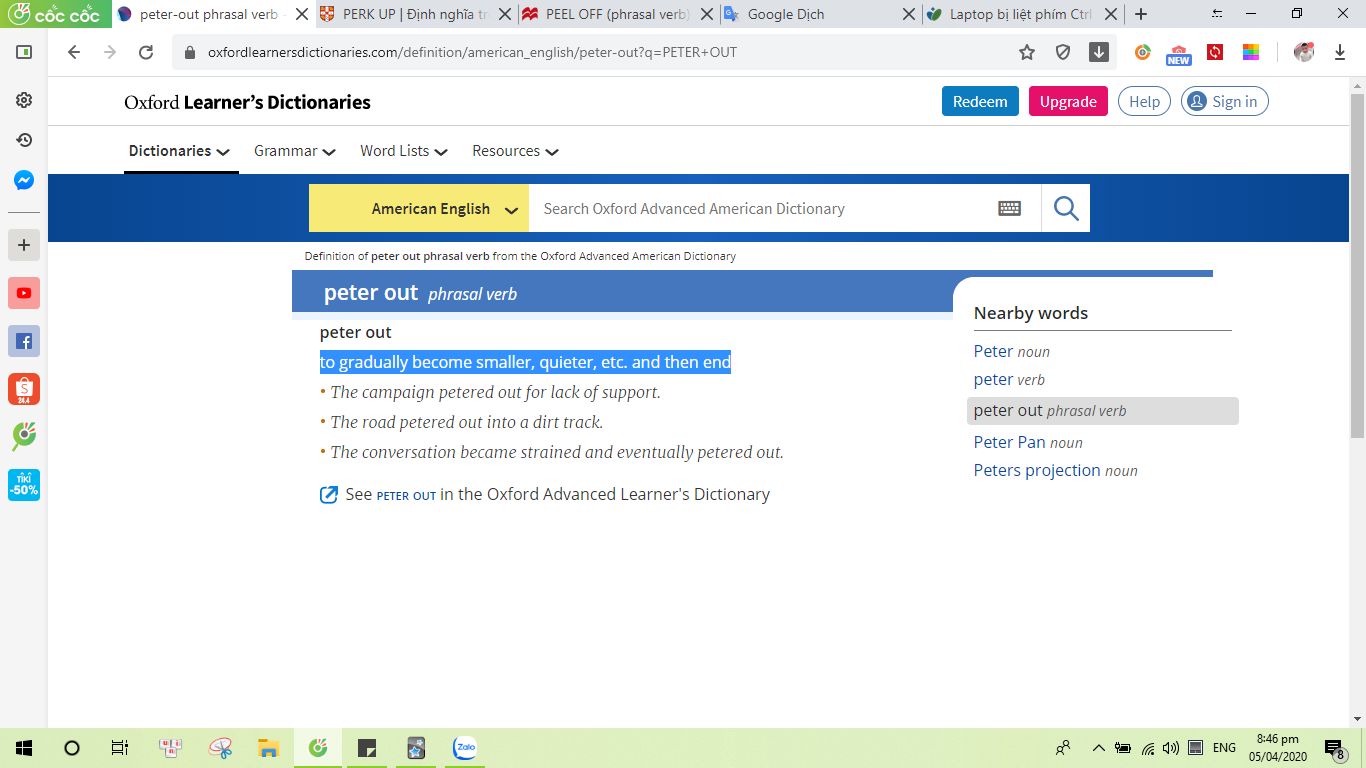 cốc cốc
peter-out phrasal verb -
PERK UP | Định nghĩa tr
PEEL OFF (phrasal verb)
Google Dịch
Laptop bị liệt phím Ctrl
oxfordlearnersdictionaries.com/definition/american_english/peter-out?q=PETER+OUT
NEW
Oxford Learner's Dictionaries
Redeem
Upgrade
Help
Sign in
Dictionaries
Grammar
Word Lists
Resources
American English
Search Oxford Advanced American Dictionary
Definition of peter out phrasal verb from the Oxford Advanced American Dictionary
peter out phrasal verb
peter out
to gradually become smaller, quieter, etc. and then end
• The campaign petered out for lack of support.
• The road petered out into a dirt track.
• The conversation became strained and eventually petered out.
See PETER OUT in the Oxford Advanced Learner's Dictionary
Nearby words
Peter noun
peter verb
peter out phrasal verb
Peter Pan noun
Peters projection noun
24.4
TIKI
-50%
Zalo
ENG
8:46 pm
05/04/2020
8